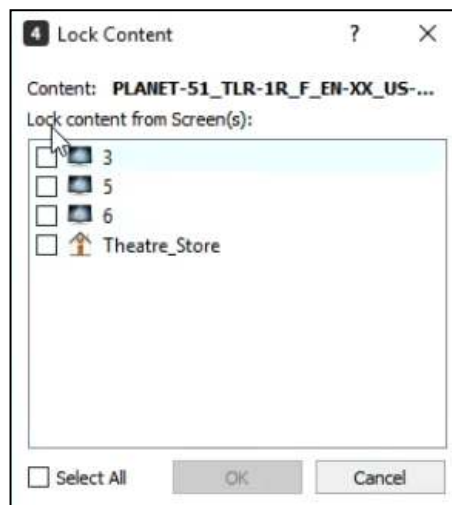 4 Lock Content ? ×
Content: PLANET-51_TLR-1R_F_EN-XX_US-...
Lock content from Screen(s):
3
5
6
Theatre_Store
Select All OK Cancel